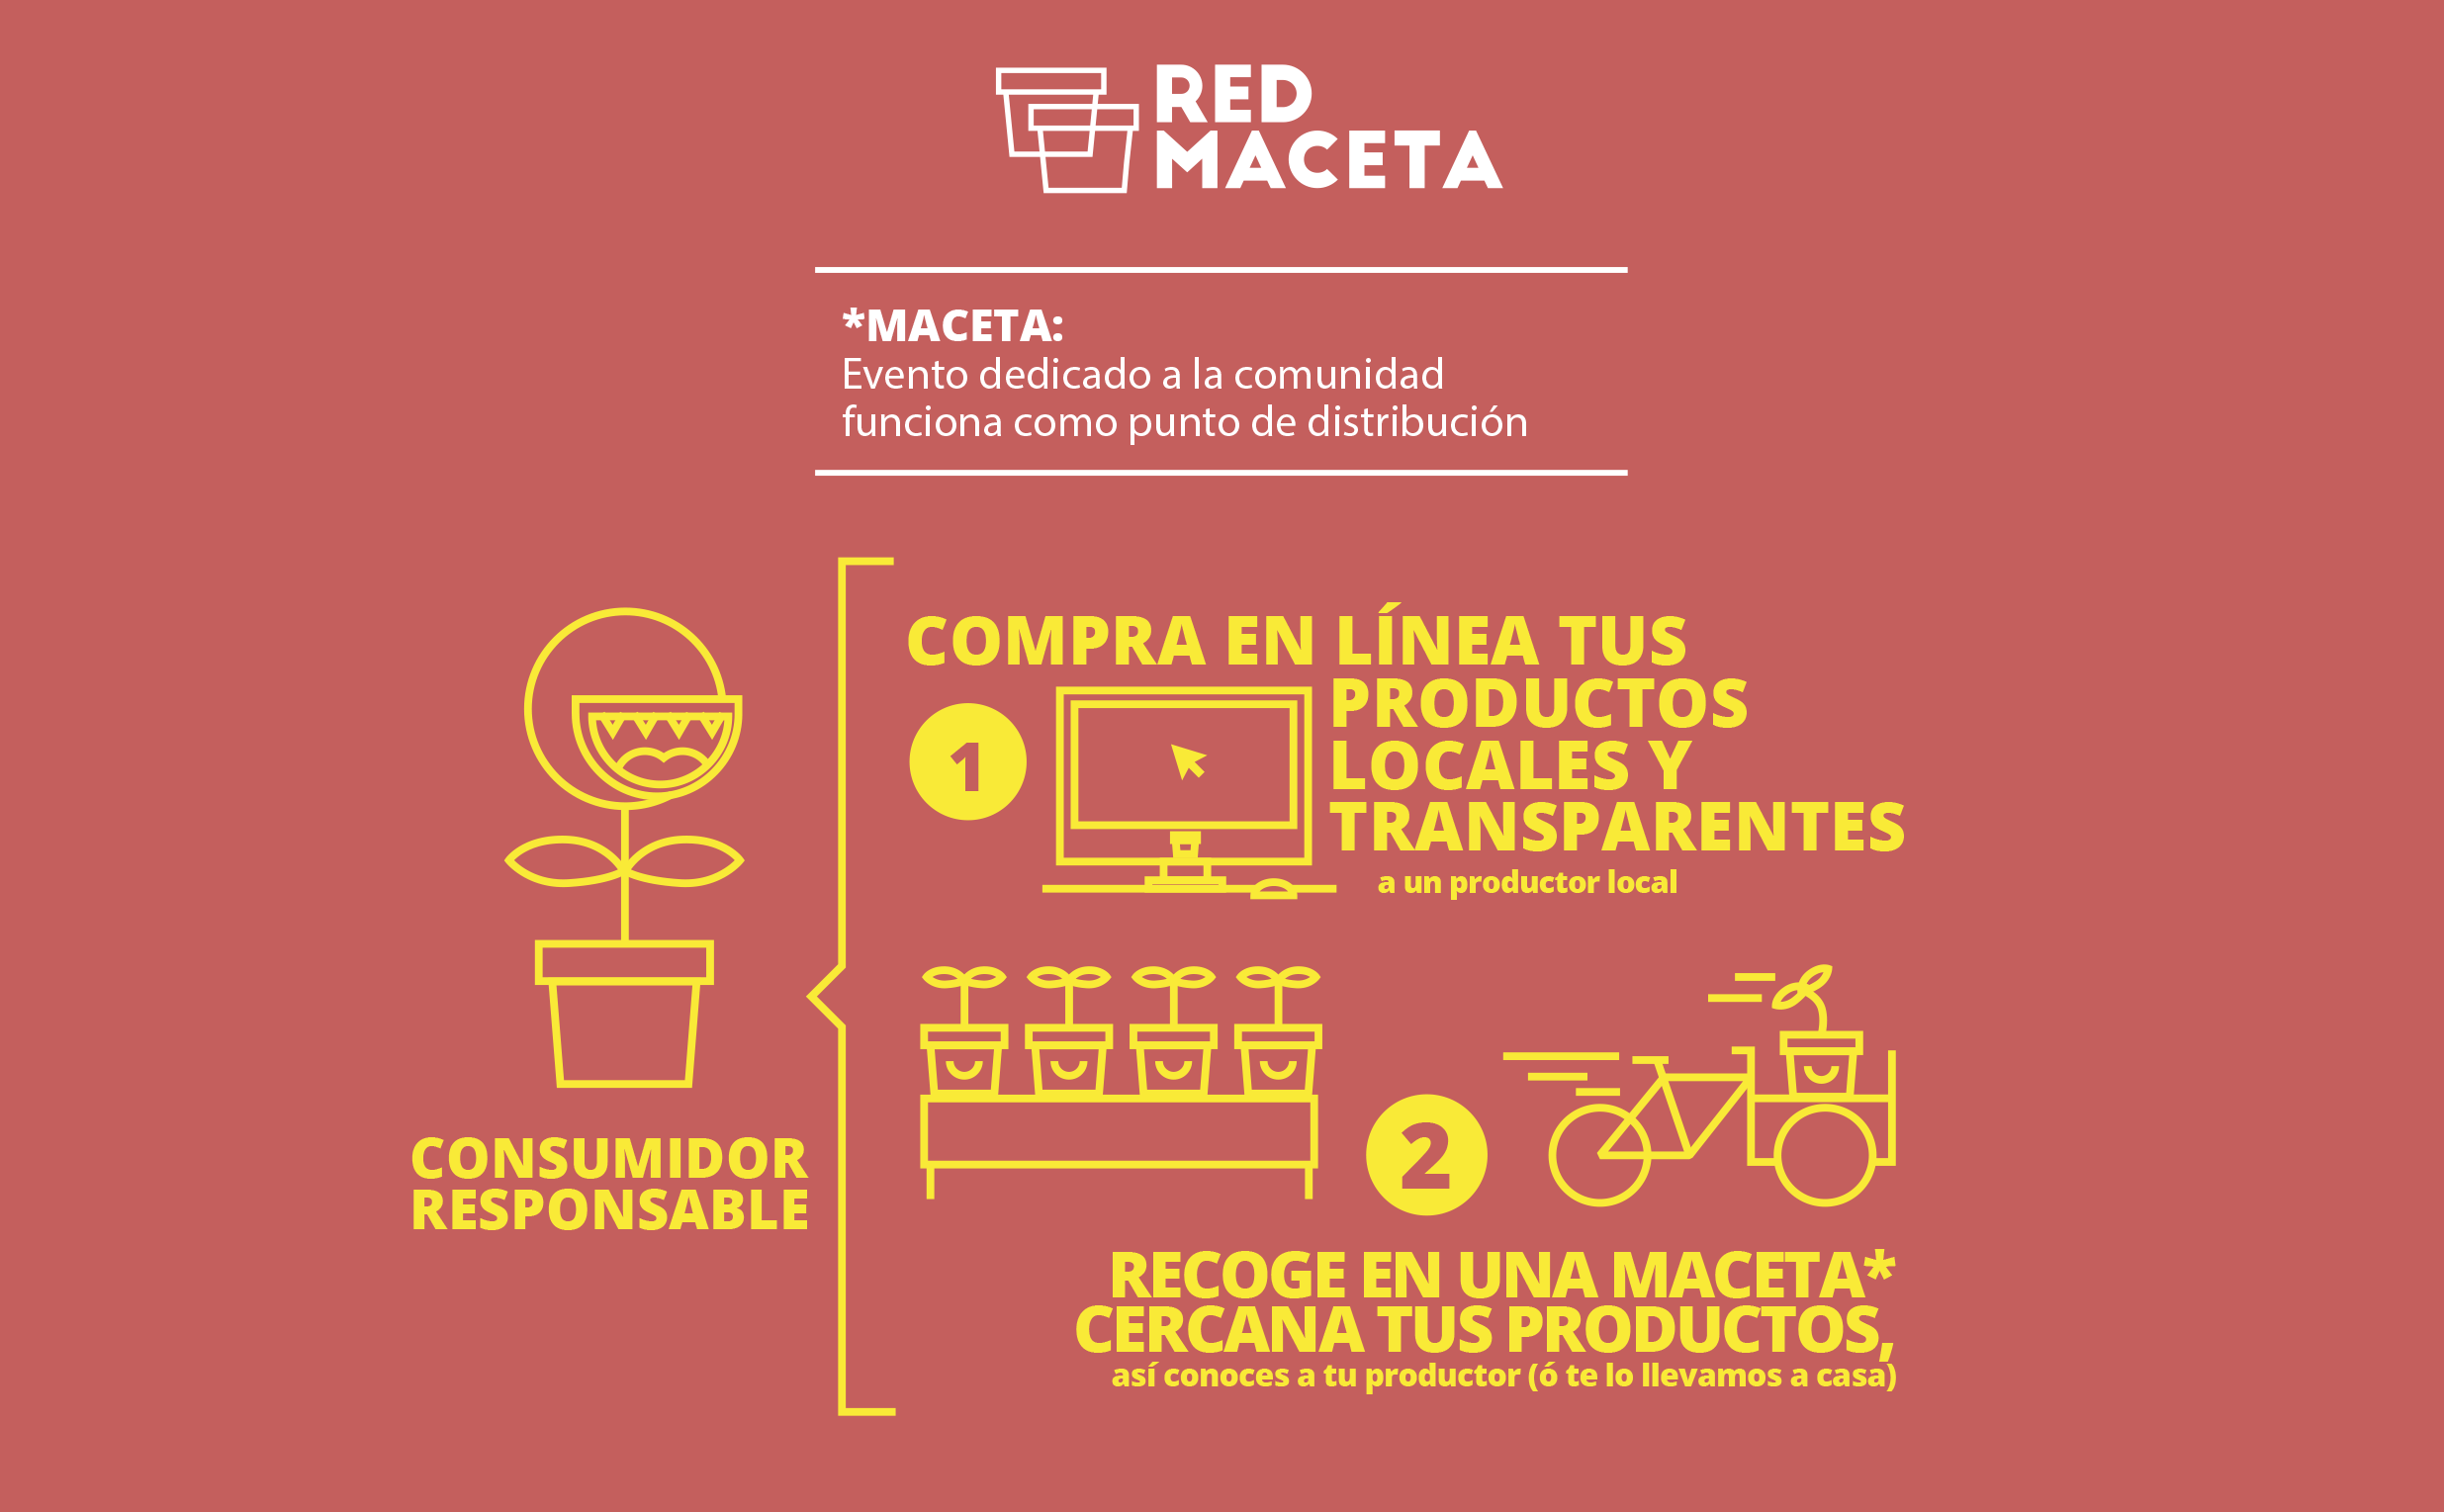 RED
MACETA
*MACETA:
Evento dedicado a la comunidad
funciona como punto de distribución
COMPRA EN LÍNEA TUS
PRODUCTOS
LOCALES Y
TRANSPARENTES
a un productor local
1
CONSUMIDOR
RESPONSABLE
2
RECOGE EN UNA MACETA*
CERCANA TUS PRODUCTOS,
así conoces a tu productor (ó te lo llevamos a casa)